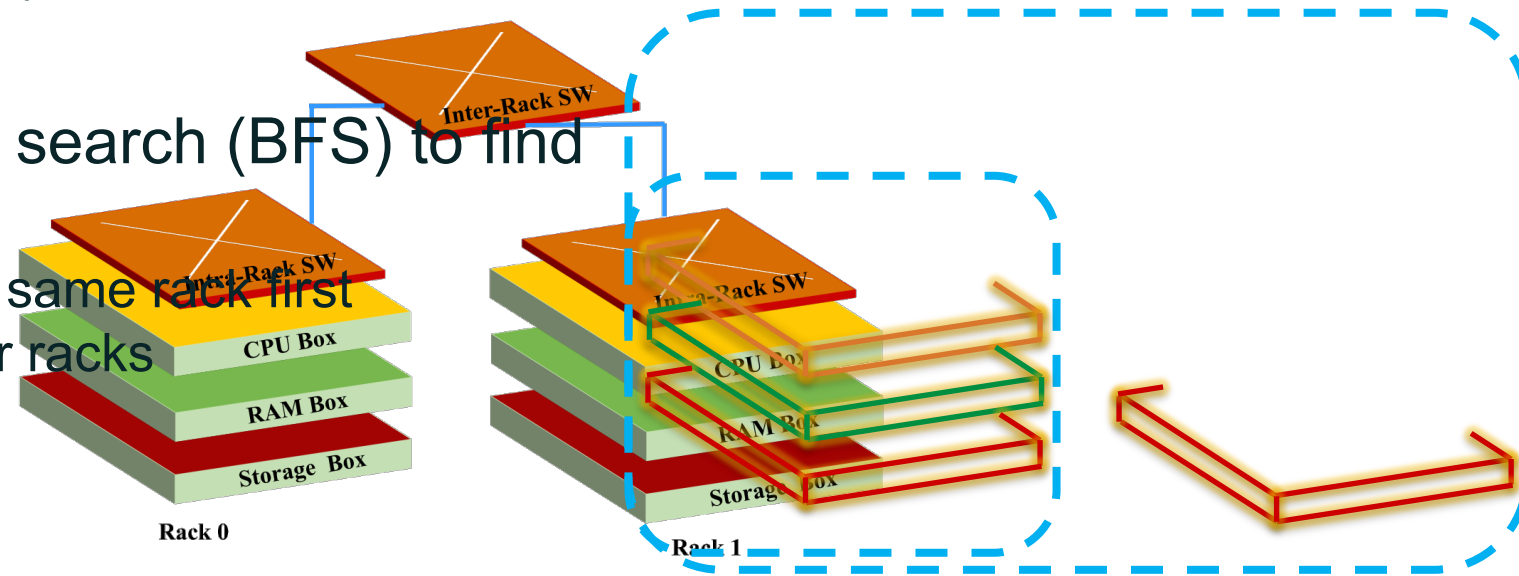 Inter-Rack SW
search (BFS) to find
Intra-Rack SW
same rack first
r racks
CPU Box
RAM Box
Storage Box
Rack 0
Intra-Rack SW
CPU Box
RAM Box
Storage Box
Rack 1